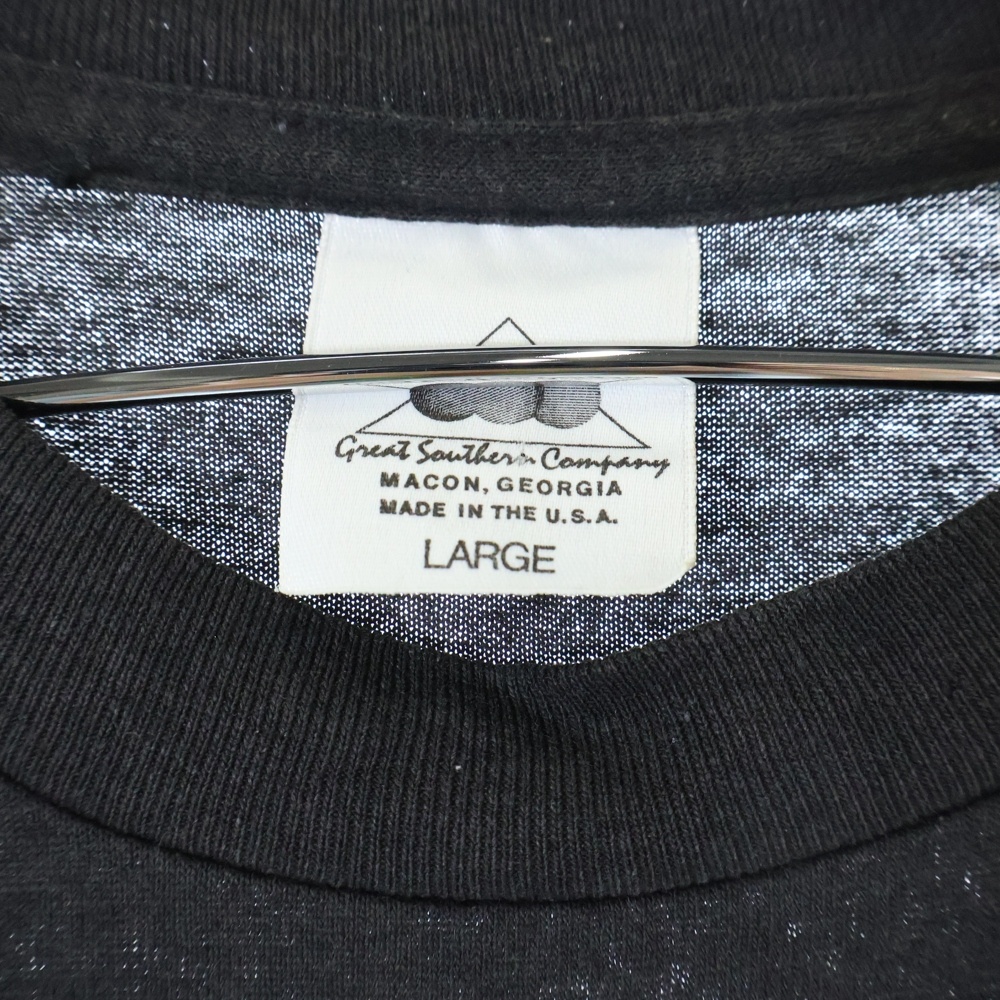 Great Southern Company
MACON, GEORGIA
MADE IN THE U.S.A.
LARGE